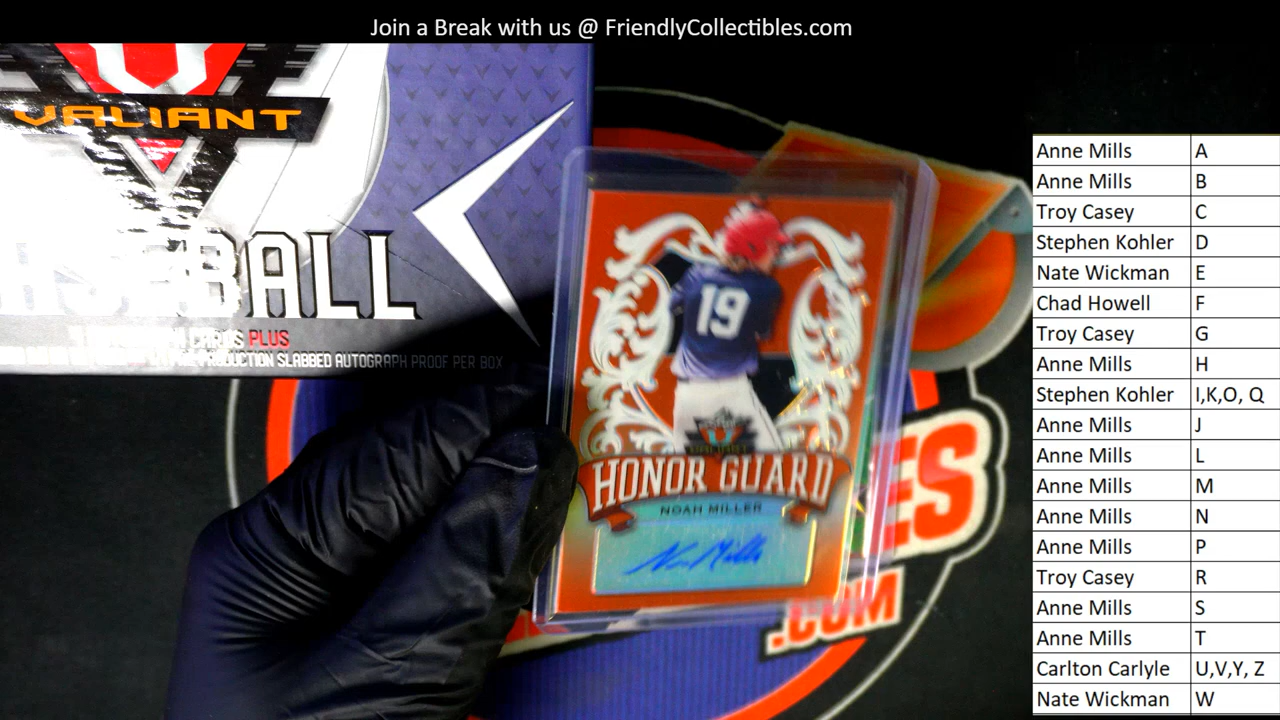 Join a Break with us @ FriendlyCollectibles.com
VALIANT
BASEBALL
CARDS PLUS
PRODUCTION SLABBED AUTOGRAPH PROOF PER BOX
19
VALIANT
HONOR GUARD
NOAH MILLER
ES
.COM
Anne Mills A
Anne Mills B
Troy Casey C
Stephen Kohler D
Nate Wickman E
Chad Howell F
Troy Casey G
Anne Mills H
Stephen Kohler I,K,O, Q
Anne Mills J
Anne Mills L
Anne Mills M
Anne Mills N
Anne Mills P
Troy Casey R
Anne Mills S
Anne Mills T
Carlton Carlyle U,V,Y, Z
Nate Wickman W